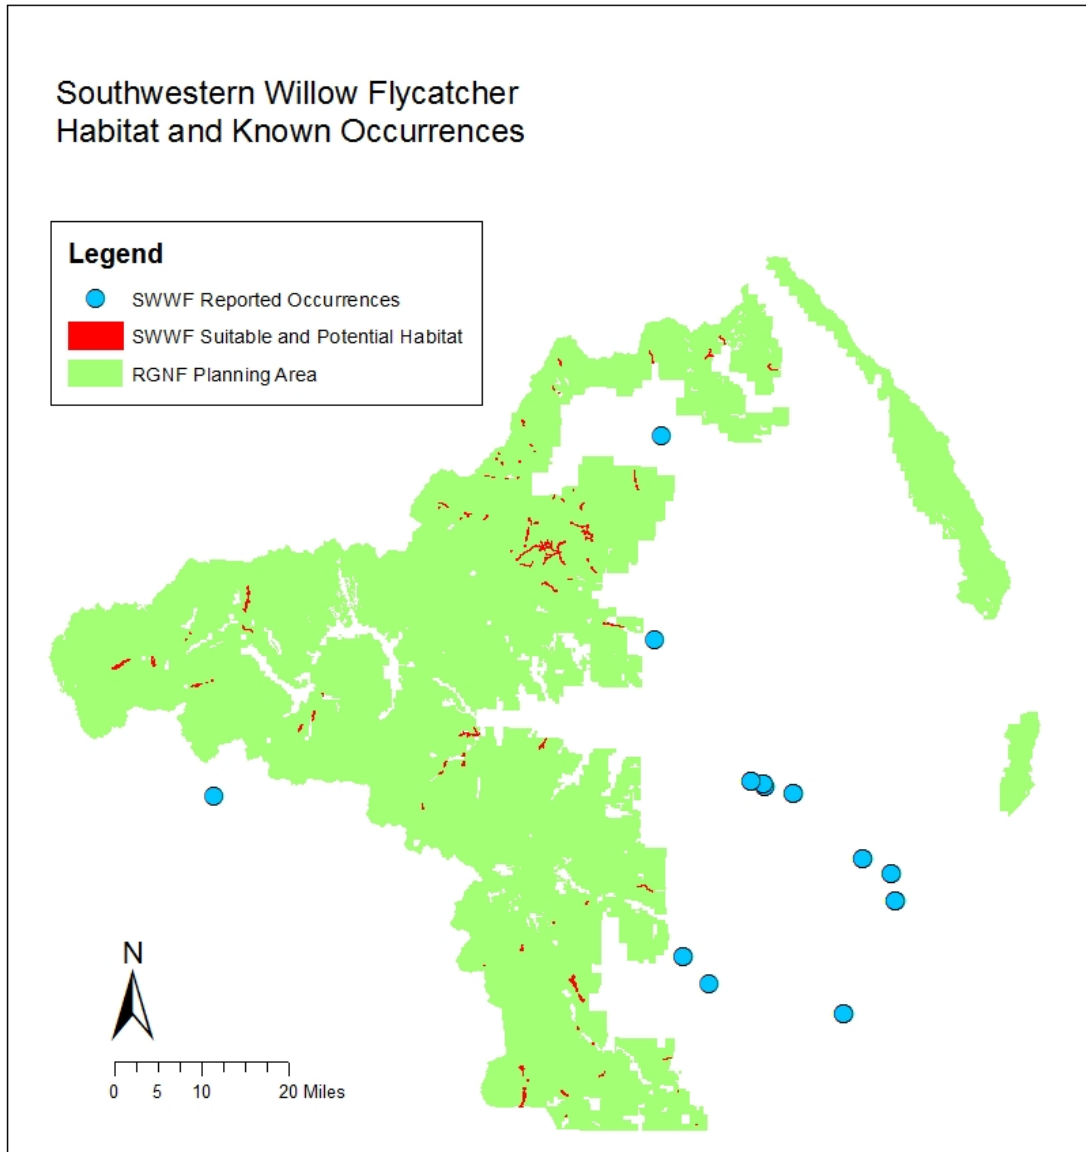 Southwestern Willow Flycatcher
Habitat and Known Occurrences
Legend
SWWF Reported Occurrences
SWWF Suitable and Potential Habitat
RGNF Planning Area
N
0 5 10 20 Miles